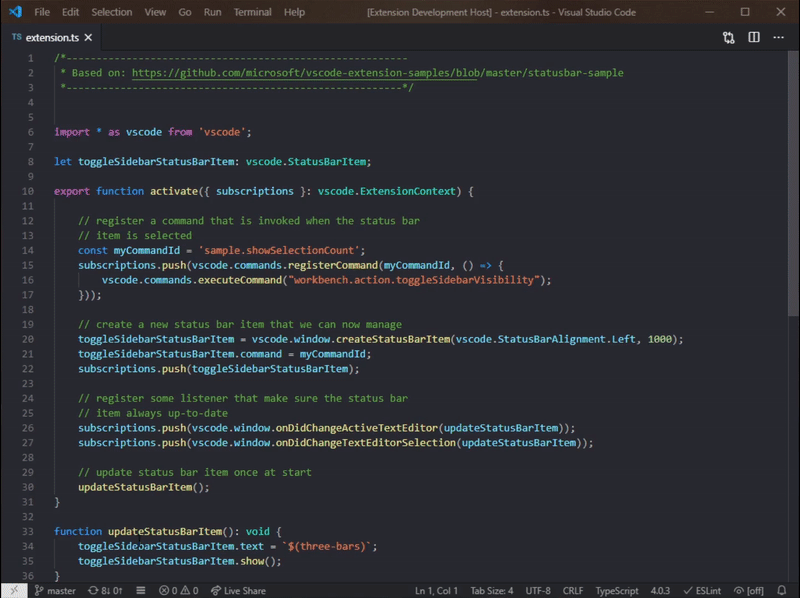 File Edit Selection View Go Run Terminal Help [Extension Development Host] - extension.ts - Visual Studio Code
TS extension.ts
1 /*---------------------------------------------------------
2 * Based on: https://github.com/microsoft/vscode-extension-samples/blob/master/statusbar-sample
3 *--------------------------------------------------------*/
4
5
6 import * as vscode from 'vscode';
7
8 let toggleSidebarStatusBarItem: vscode.StatusBarItem;
9
10 export function activate({ subscriptions }: vscode.ExtensionContext) {
11
12 // register a command that is invoked when the status bar
13 // item is selected
14 const myCommandId = 'sample.showSelectionCount';
15 subscriptions.push(vscode.commands.registerCommand(myCommandId, () => {
16 vscode.commands.executeCommand("workbench.action.toggleSidebarVisibility");
17 }));
18
19 // create a new status bar item that we can now manage
20 toggleSidebarStatusBarItem = vscode.window.createStatusBarItem(vscode.StatusBarAlignment.Left, 1000);
21 toggleSidebarStatusBarItem.command = myCommandId;
22 subscriptions.push(toggleSidebarStatusBarItem);
23
24 // register some listener that make sure the status bar
25 // item always up-to-date
26 subscriptions.push(vscode.window.onDidChangeActiveTextEditor(updateStatusBarItem));
27 subscriptions.push(vscode.window.onDidChangeTextEditorSelection(updateStatusBarItem));
28
29 // update status bar item once at start
30 updateStatusBarItem();
31 }
32
33 function updateStatusBarItem(): void {
34 toggleSidebarStatusBarItem.text = `$(three-bars)`;
35 toggleSidebarStatusBarItem.show();
36 }
master 8↓ 0↑ 0 0 Live Share Ln 1, Col 1 Tab Size: 4 UTF-8 CRLF TypeScript 4.0.3 ESLint [off]